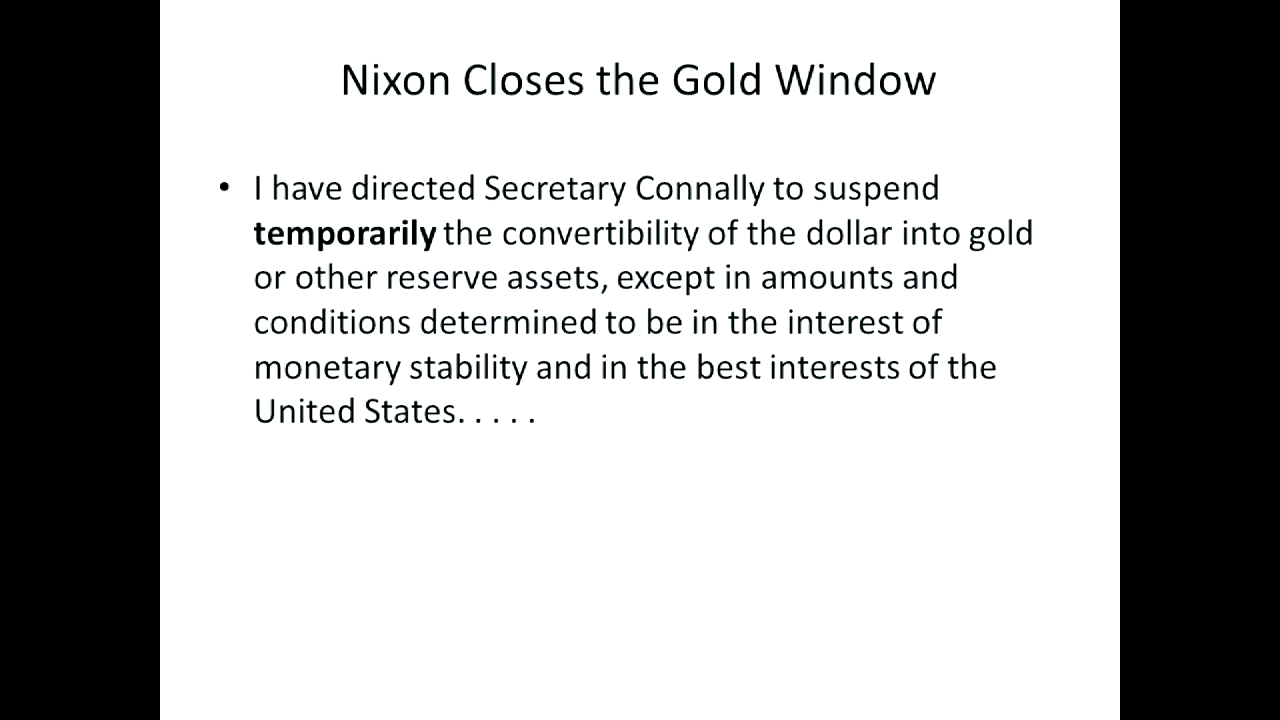 Nixon Closes the Gold Window
• I have directed Secretary Connally to suspend
temporarily the convertibility of the dollar into gold
or other reserve assets, except in amounts and
conditions determined to be in the interest of
monetary stability and in the best interests of the
United States. . . . .